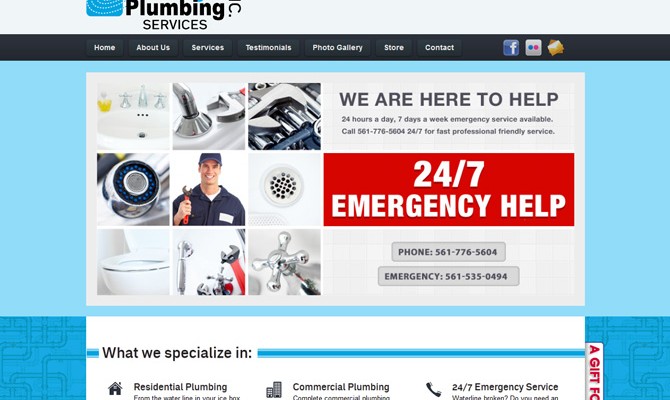 Plumbing INC.
SERVICES
Home About Us Services Testimonials Photo Gallery Store Contact
WE ARE HERE TO HELP
24 hours a day, 7 days a week emergency service available.
Call 561-776-5604 24/7 for fast professional friendly service.
24/7
EMERGENCY HELP
PHONE: 561-776-5604
EMERGENCY: 561-535-0494
What we specialize in:
A GIFT FO
Residential Plumbing Commercial Plumbing 24/7 Emergency Service
From the water line in your ice box Complete commercial plumbing Waterline broken? Do you need an